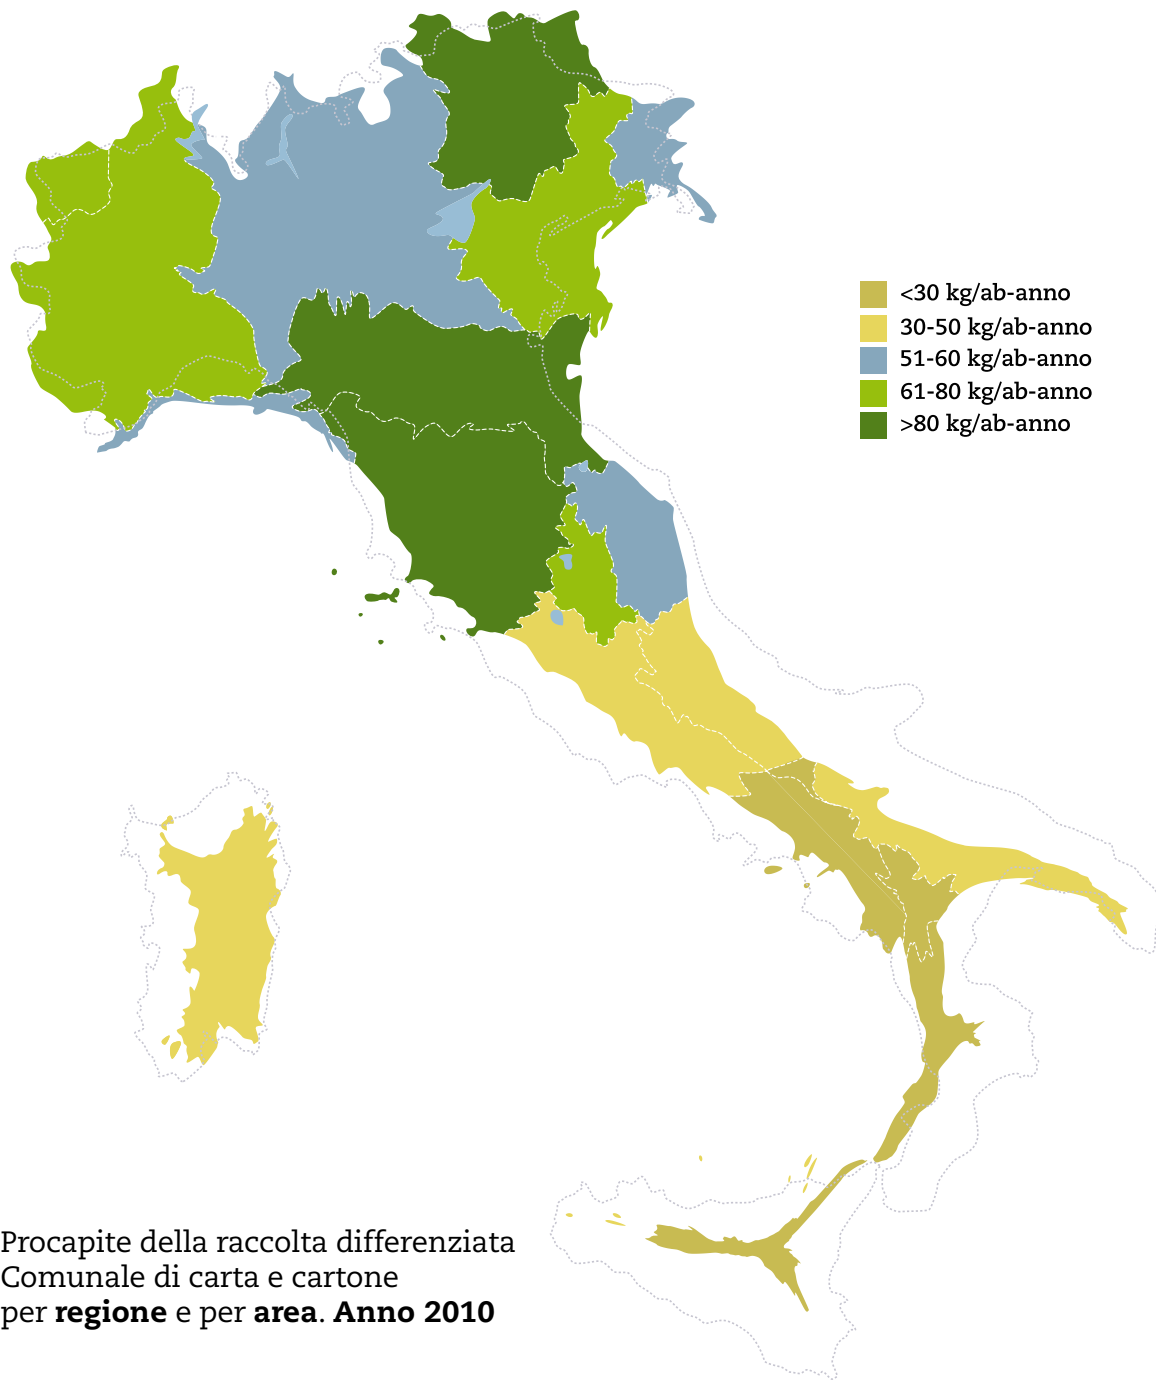 <30 kg/ab-anno
30-50 kg/ab-anno
51-60 kg/ab-anno
61-80 kg/ab-anno
>80 kg/ab-anno
Procapite della raccolta differenziata
Comunale di carta e cartone
per regione e per area. Anno 2010